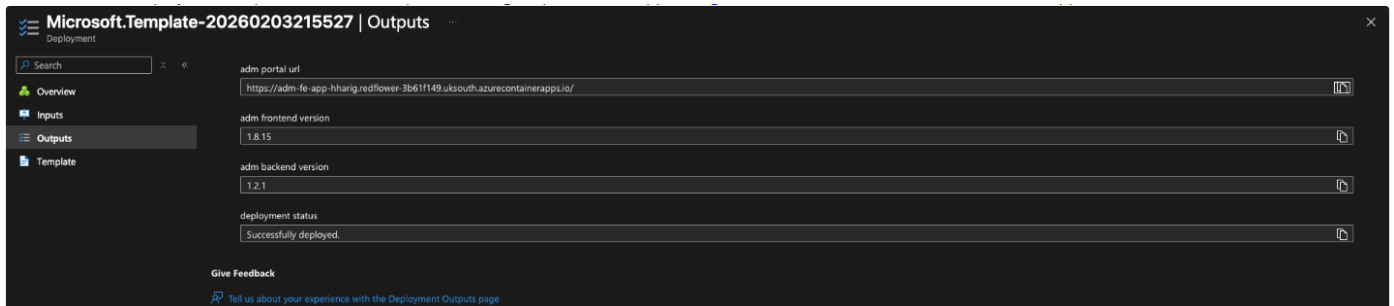 Microsoft.Template-20260203215527 | Outputs ...
Deployment
Search
Overview
Inputs
Outputs
Template
adm portal url
https://adm-fe-app-hharig.redflower-3b61f149.uksouth.azurecontainerapps.io/
adm frontend version
1.8.15
adm backend version
1.2.1
deployment status
Successfully deployed.
Give Feedback
Tell us about your experience with the Deployment Outputs page